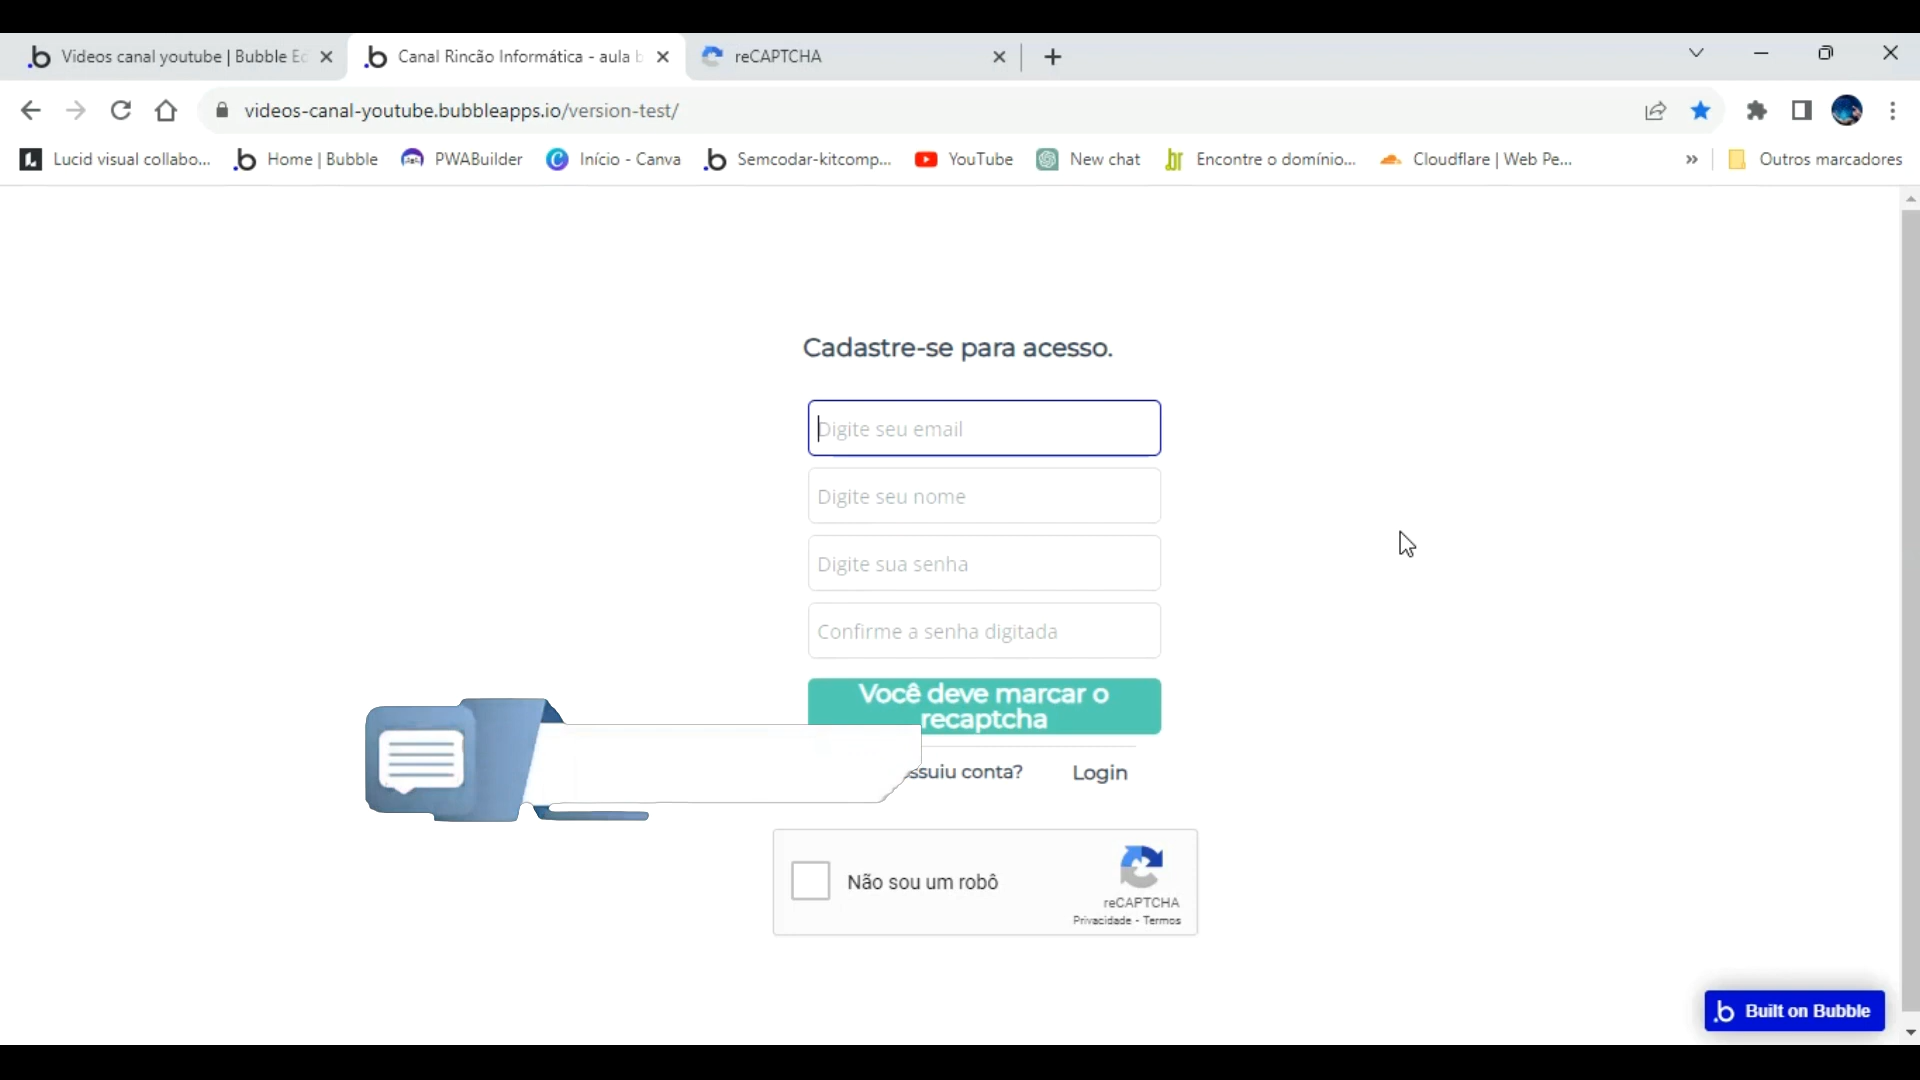 Videos canal youtube | Bubble Ed
Canal Rincão Informática - aula b
reCAPTCHA
videos-canal-youtube.bubbleapps.io/version-test/
Lucid visual collabo...
Home | Bubble
PWABuilder
Início - Canva
Semcodar-kitcomp...
YouTube
New chat
Encontre o domínio...
Cloudflare | Web Pe...
»
Outros marcadores
Cadastre-se para acesso.
Digite seu email
Digite seu nome
Digite sua senha
Confirme a senha digitada
Você deve marcar o
recaptcha
ssuiu conta?
Login
Não sou um robô
reCAPTCHA
Privacidade - Termos
Built on Bubble